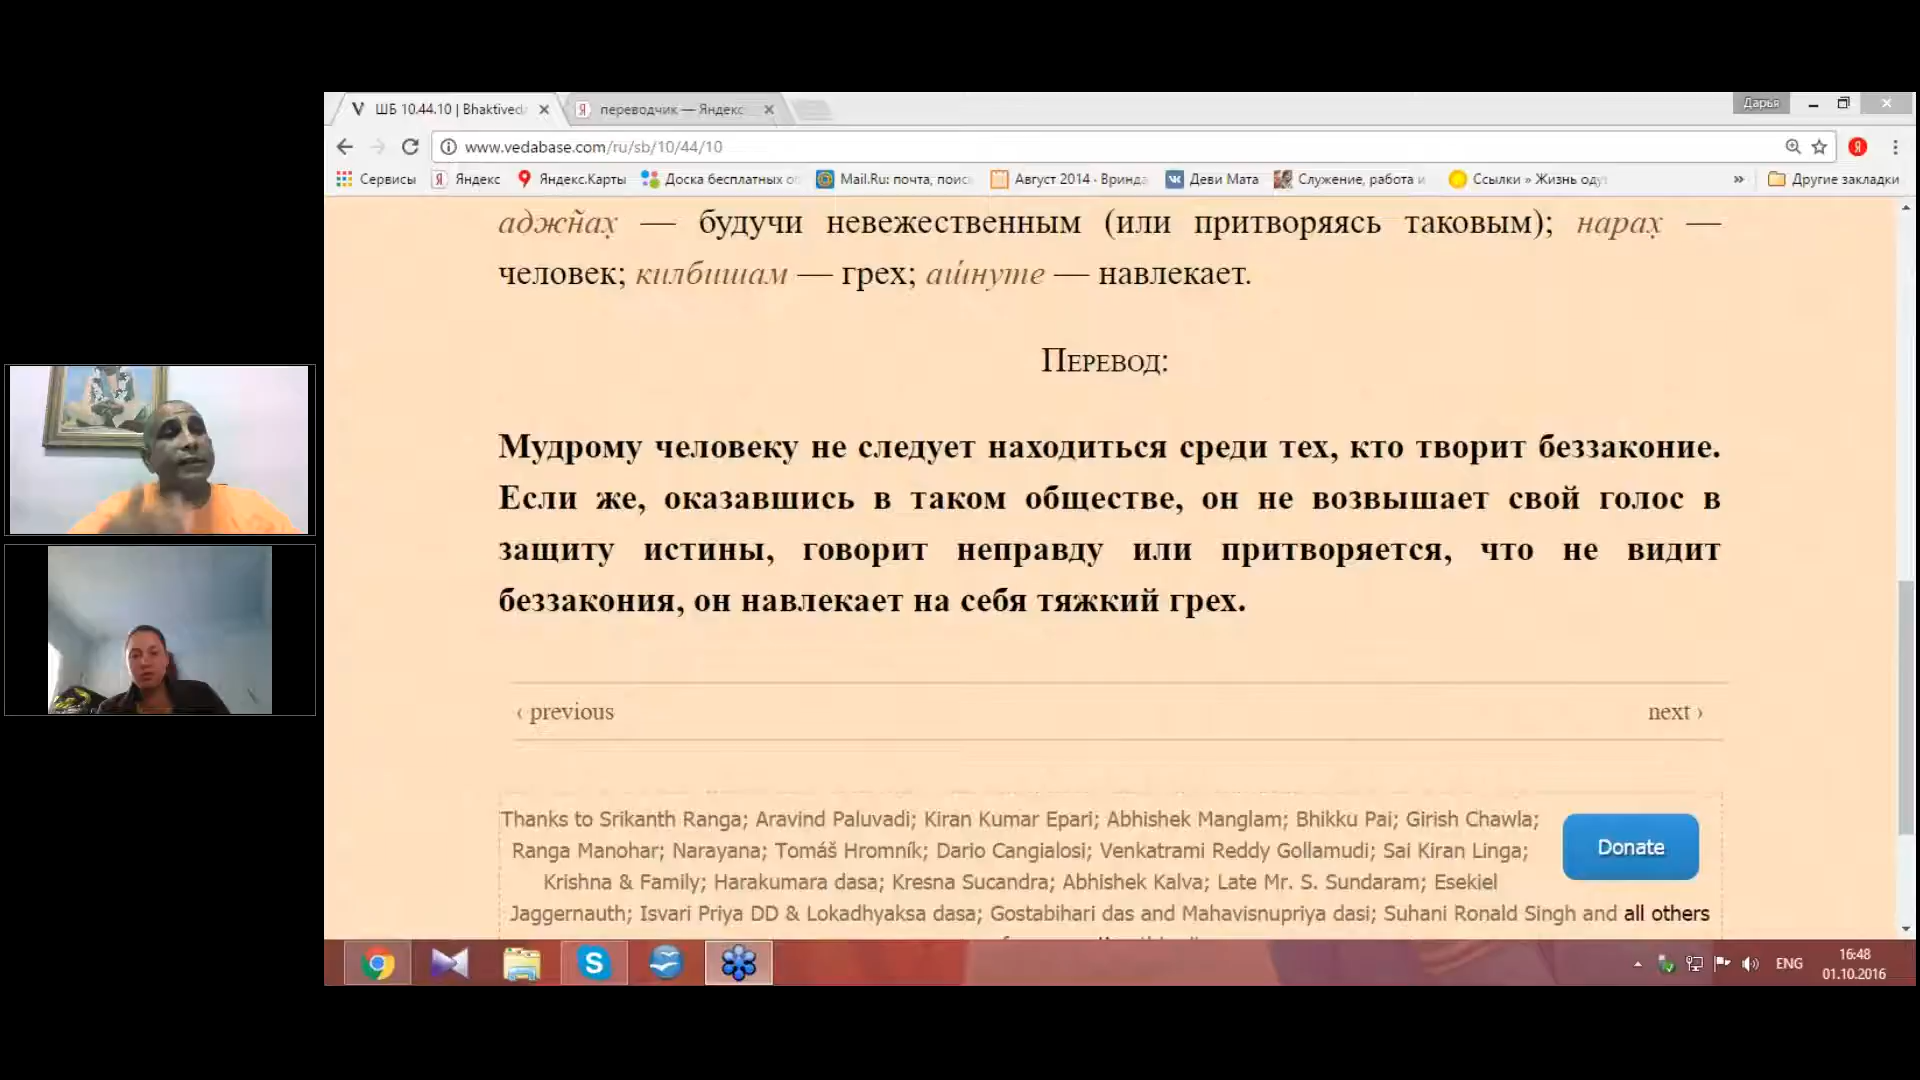 ШБ 10.44.10 | Bhaktived
переводчик — Яндекс
Дарья
www.vedabase.com/ru/sb/10/44/10
Сервисы
Яндекс
Яндекс.Карты
Доска бесплатных о
Mail.Ru: почта, поис
Август 2014 - Вринда
Деви Мата
Служение, работа и
Ссылки » Жизнь оду
»
Другие закладки
аджн̃ах̣ — будучи невежественным (или притворяясь таковым); нарах̣ —
человек; килбишам — грех; аш́нуте — навлекает.
Перевод:
Мудрому человеку не следует находиться среди тех, кто творит беззаконие.
Если же, оказавшись в таком обществе, он не возвышает свой голос в
защиту истины, говорит неправду или притворяется, что не видит
беззакония, он навлекает на себя тяжкий грех.
‹ previous
next ›
Thanks to Srikanth Ranga; Aravind Paluvadi; Kiran Kumar Epari; Abhishek Manglam; Bhikku Pai; Girish Chawla;
Ranga Manohar; Narayana; Tomáš Hromník; Dario Cangialosi; Venkatrami Reddy Gollamudi; Sai Kiran Linga;
Krishna & Family; Harakumara dasa; Kresna Sucandra; Abhishek Kalva; Late Mr. S. Sundaram; Esekiel
Jaggernauth; Isvari Priya DD & Lokadhyaksa dasa; Gostabihari das and Mahavisnupriya dasi; Suhani Ronald Singh and all others
Donate
ENG
16:48
01.10.2016